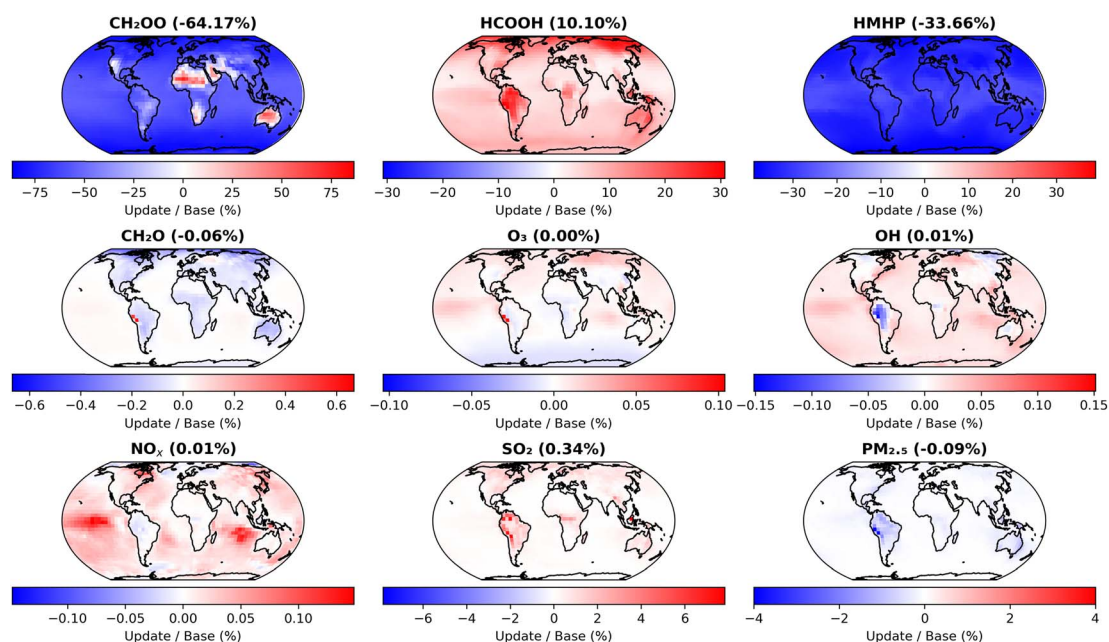 CH₂OO (-64.17%) HCOOH (10.10%) HMHP (-33.66%)
−75 −50 −25 0 25 50 75 −30 −20 −10 0 10 20 30 −30 −20 −10 0 10 20 30
Update / Base (%) Update / Base (%) Update / Base (%)
CH₂O (-0.06%) O₃ (0.00%) OH (0.01%)
−0.6 −0.4 −0.2 0.0 0.2 0.4 0.6 −0.10 −0.05 0.00 0.05 0.10 −0.15 −0.10 −0.05 0.00 0.05 0.10 0.15
Update / Base (%) Update / Base (%) Update / Base (%)
NOₓ (0.01%) SO₂ (0.34%) PM₂.₅ (-0.09%)
−0.10 −0.05 0.00 0.05 0.10 −6 −4 −2 0 2 4 6 −4 −2 0 2 4
Update / Base (%) Update / Base (%) Update / Base (%)